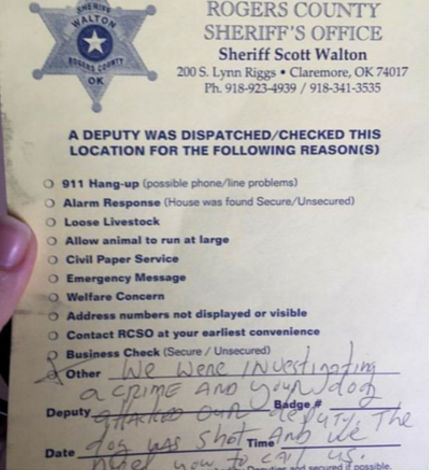 SHERIFF
WALTON
ROGERS COUNTY
OK
ROGERS COUNTY
SHERIFF'S OFFICE
Sheriff Scott Walton
200 S. Lynn Riggs • Claremore, OK 74017
Ph. 918-923-4939 / 918-341-3535
A DEPUTY WAS DISPATCHED/CHECKED THIS
LOCATION FOR THE FOLLOWING REASON(S)
911 Hang-up (possible phone/line problems)
Alarm Response (House was found Secure/Unsecured)
Loose Livestock
Allow animal to run at large
Civil Paper Service
Emergency Message
Welfare Concern
Address numbers not displayed or visible
Contact RCSO at your earliest convenience
Business Check (Secure / Unsecured)
Other We were investigating
a crime and your dog
Deputy Badge #
attacked our deputy. The
dog was shot and we
Date Time
need you to call us.
Deputies and secured if possible.